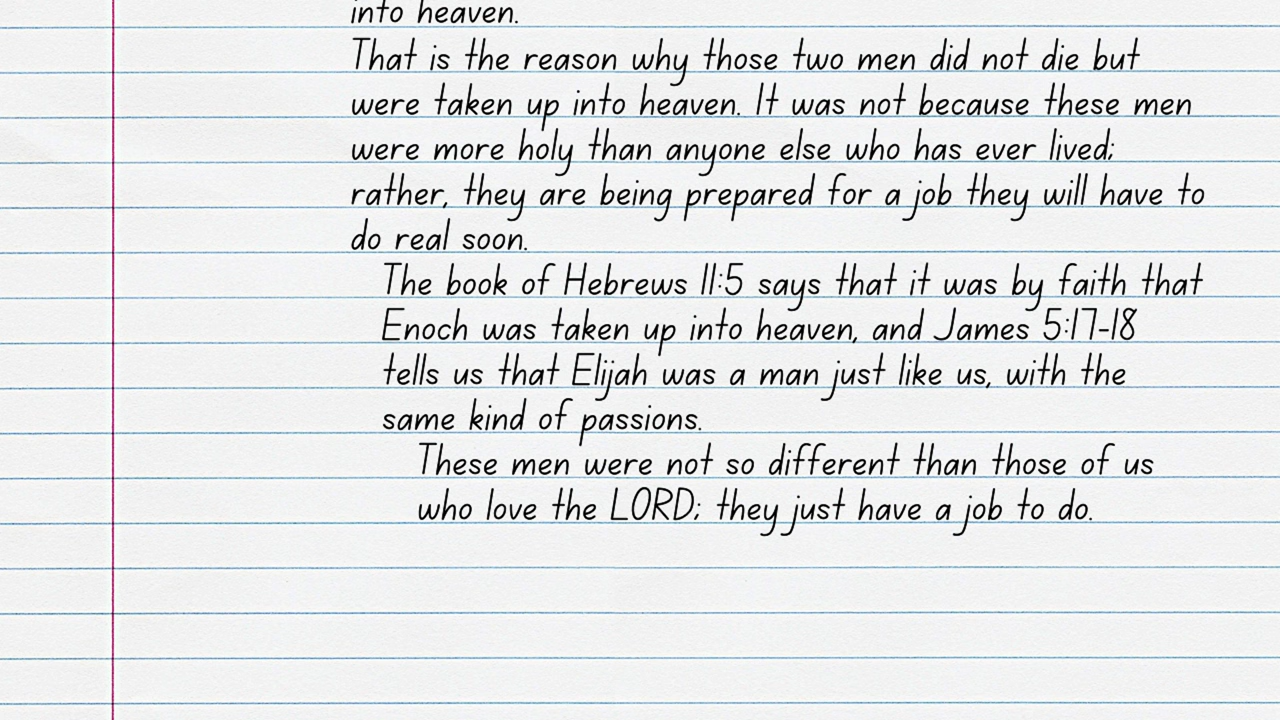 into heaven.
That is the reason why those two men did not die but
were taken up into heaven. It was not because these men
were more holy than anyone else who has ever lived;
rather, they are being prepared for a job they will have to
do real soon.
The book of Hebrews 11:5 says that it was by faith that
Enoch was taken up into heaven, and James 5:17-18
tells us that Elijah was a man just like us, with the
same kind of passions.
These men were not so different than those of us
who love the LORD; they just have a job to do.